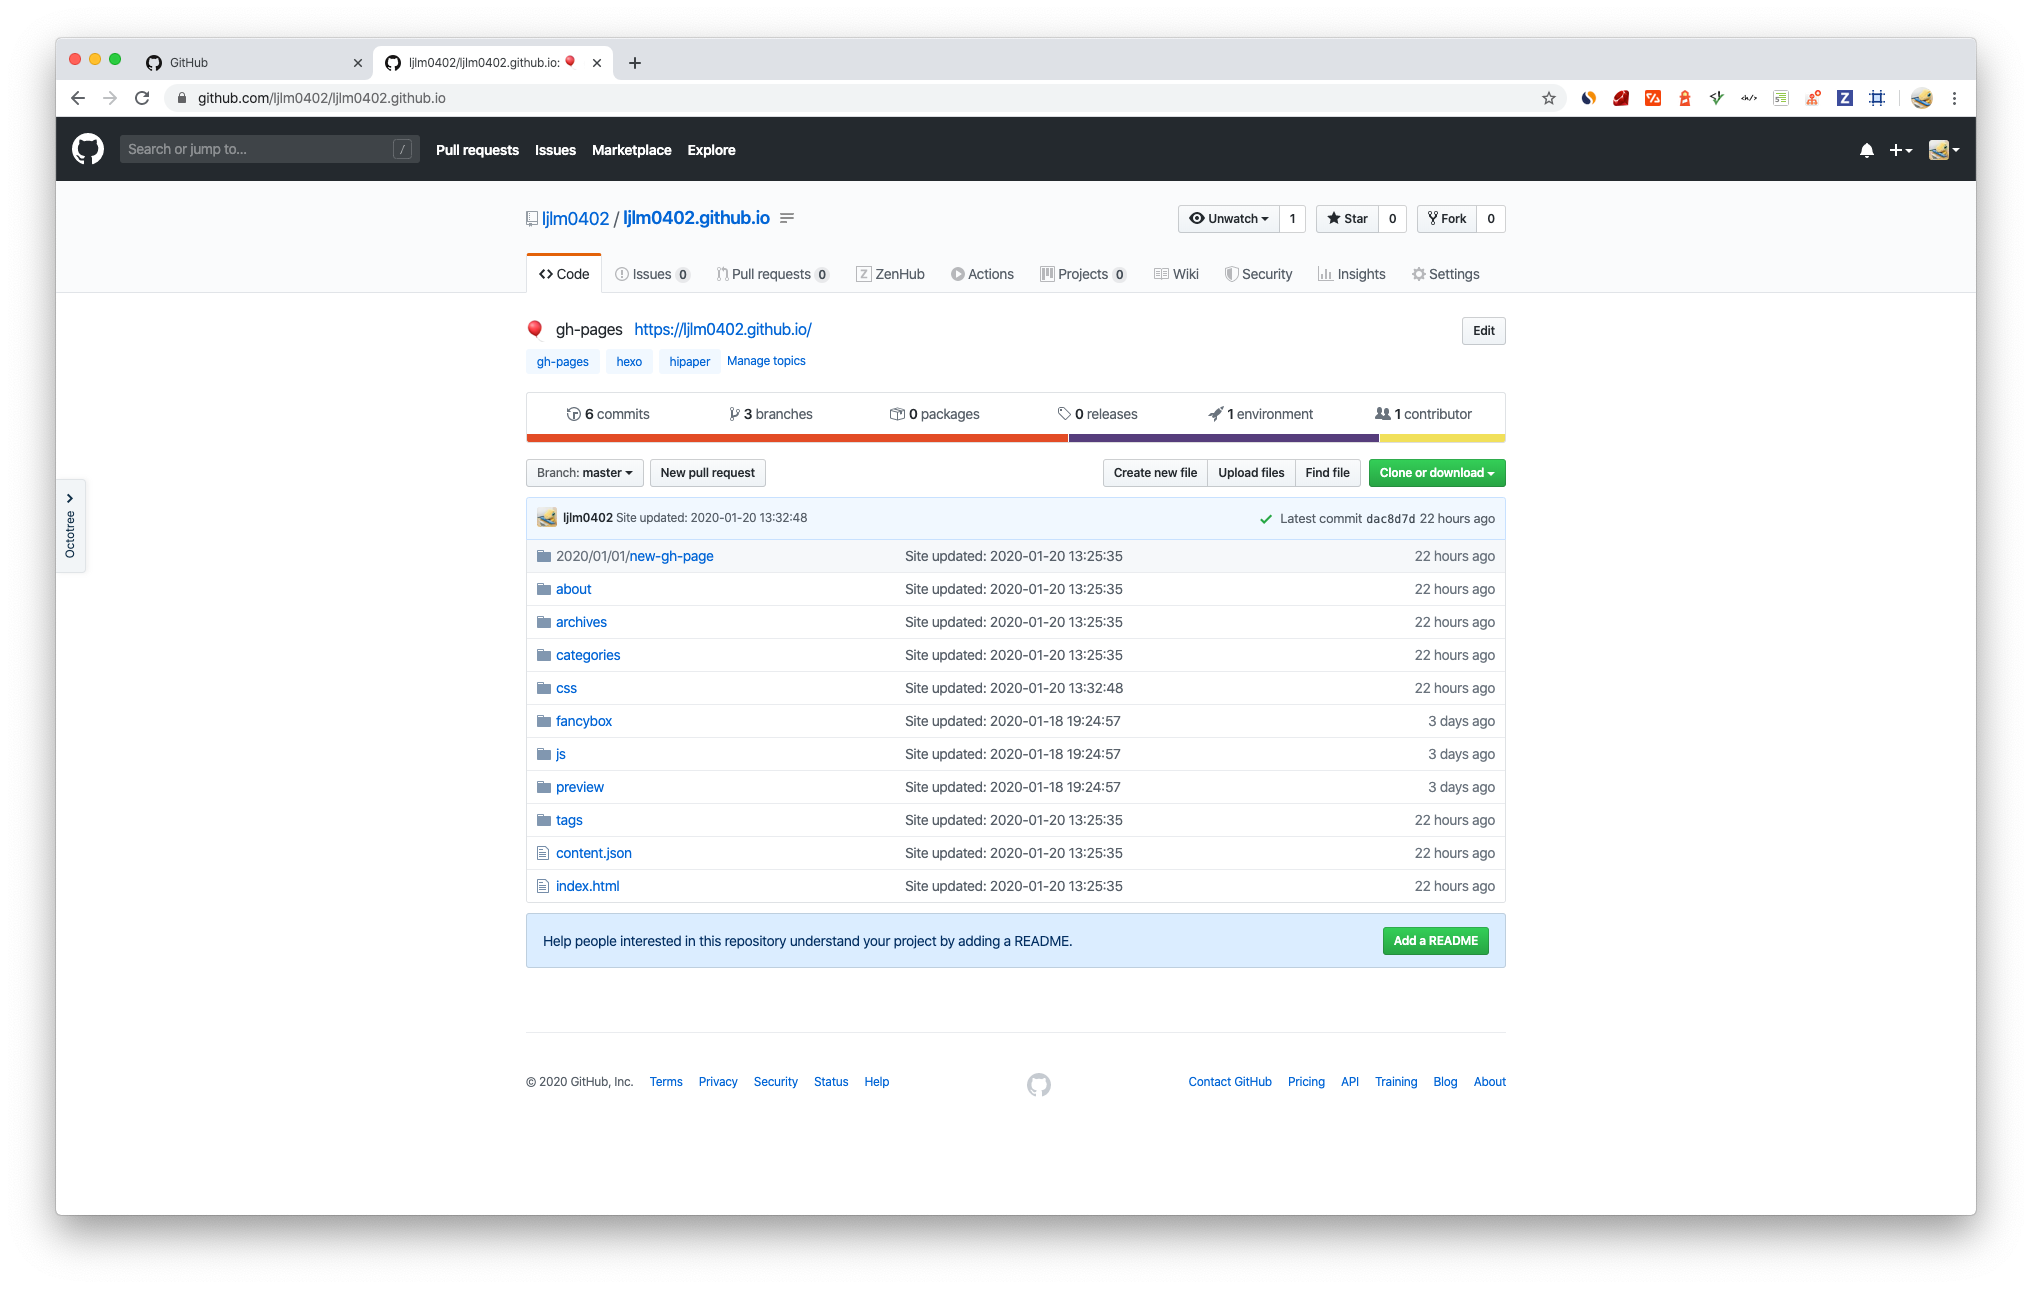 GitHub
ljlm0402/ljlm0402.github.io:
github.com/ljlm0402/ljlm0402.github.io
Search or jump to...
/
Pull requests Issues Marketplace Explore
ljlm0402 / ljlm0402.github.io
Unwatch 1 Star 0 Fork 0
Code Issues 0 Pull requests 0 ZenHub Actions Projects 0 Wiki Security Insights Settings
gh-pages https://ljlm0402.github.io/
Edit
gh-pages hexo hipaper Manage topics
6 commits 3 branches 0 packages 0 releases 1 environment 1 contributor
Branch: master New pull request Create new file Upload files Find file Clone or download
Octotree
ljlm0402 Site updated: 2020-01-20 13:32:48 Latest commit dac8d7d 22 hours ago
2020/01/01/new-gh-page Site updated: 2020-01-20 13:25:35 22 hours ago
about Site updated: 2020-01-20 13:25:35 22 hours ago
archives Site updated: 2020-01-20 13:25:35 22 hours ago
categories Site updated: 2020-01-20 13:25:35 22 hours ago
css Site updated: 2020-01-20 13:32:48 22 hours ago
fancybox Site updated: 2020-01-18 19:24:57 3 days ago
js Site updated: 2020-01-18 19:24:57 3 days ago
preview Site updated: 2020-01-18 19:24:57 3 days ago
tags Site updated: 2020-01-20 13:25:35 22 hours ago
content.json Site updated: 2020-01-20 13:25:35 22 hours ago
index.html Site updated: 2020-01-20 13:25:35 22 hours ago
Help people interested in this repository understand your project by adding a README. Add a README
© 2020 GitHub, Inc. Terms Privacy Security Status Help Contact GitHub Pricing API Training Blog About